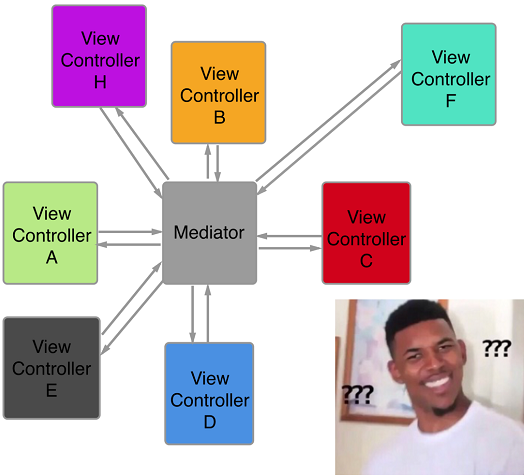 View
Controller
H
View
Controller
B
View
Controller
F
View
Controller
A
Mediator
View
Controller
C
View
Controller
E
View
Controller
D
???
???